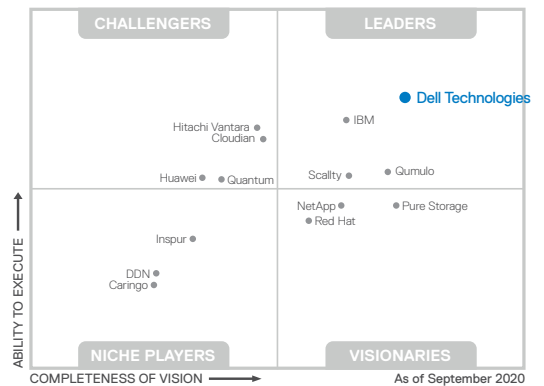 CHALLENGERS
LEADERS
Dell Technologies
IBM
Hitachi Vantara
Cloudian
Huawei
Quantum
Scallty
Qumulo
NetApp
Pure Storage
Red Hat
Inspur
DDN
Caringo
ABILITY TO EXECUTE
NICHE PLAYERS
VISIONARIES
COMPLETENESS OF VISION
As of September 2020